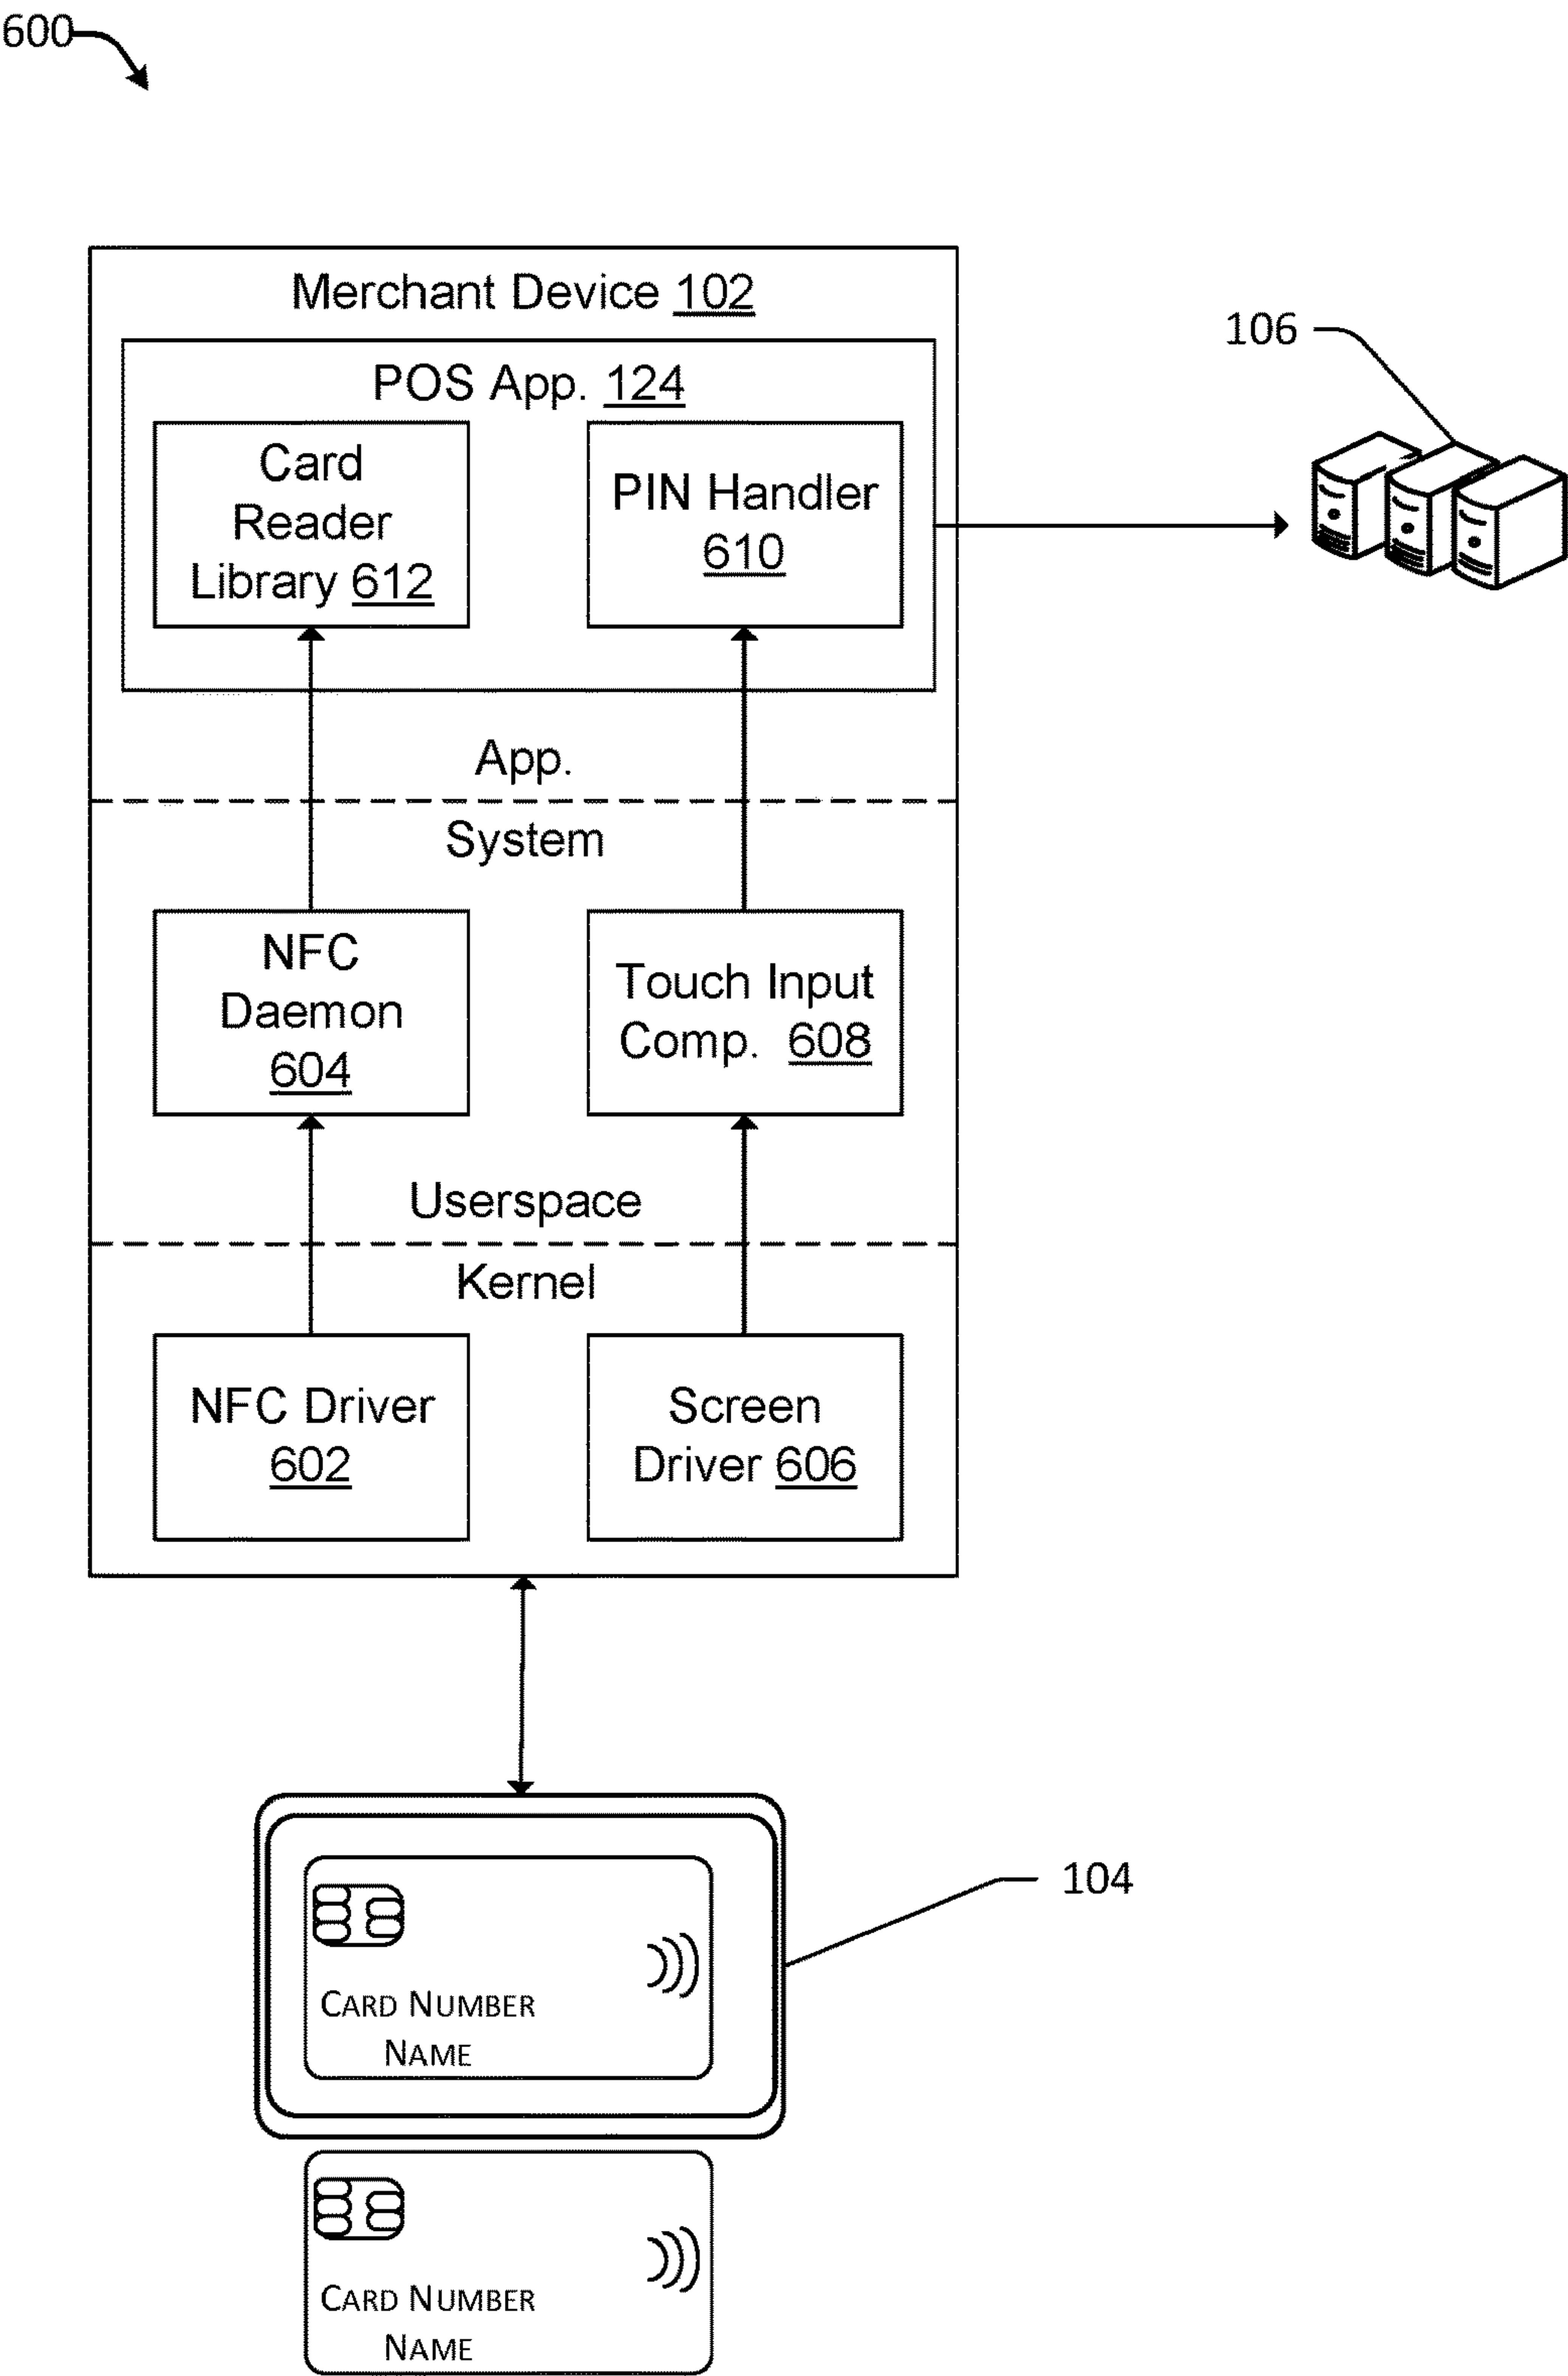 600
Merchant Device 102
106
POS App. 124
Card
Reader
Library 612
PIN Handler
610
App.
System
NFC
Daemon
604
Touch Input
Comp. 608
Userspace
Kernel
NFC Driver
602
Screen
Driver 606
104
CARD NUMBER
NAME
CARD NUMBER
NAME